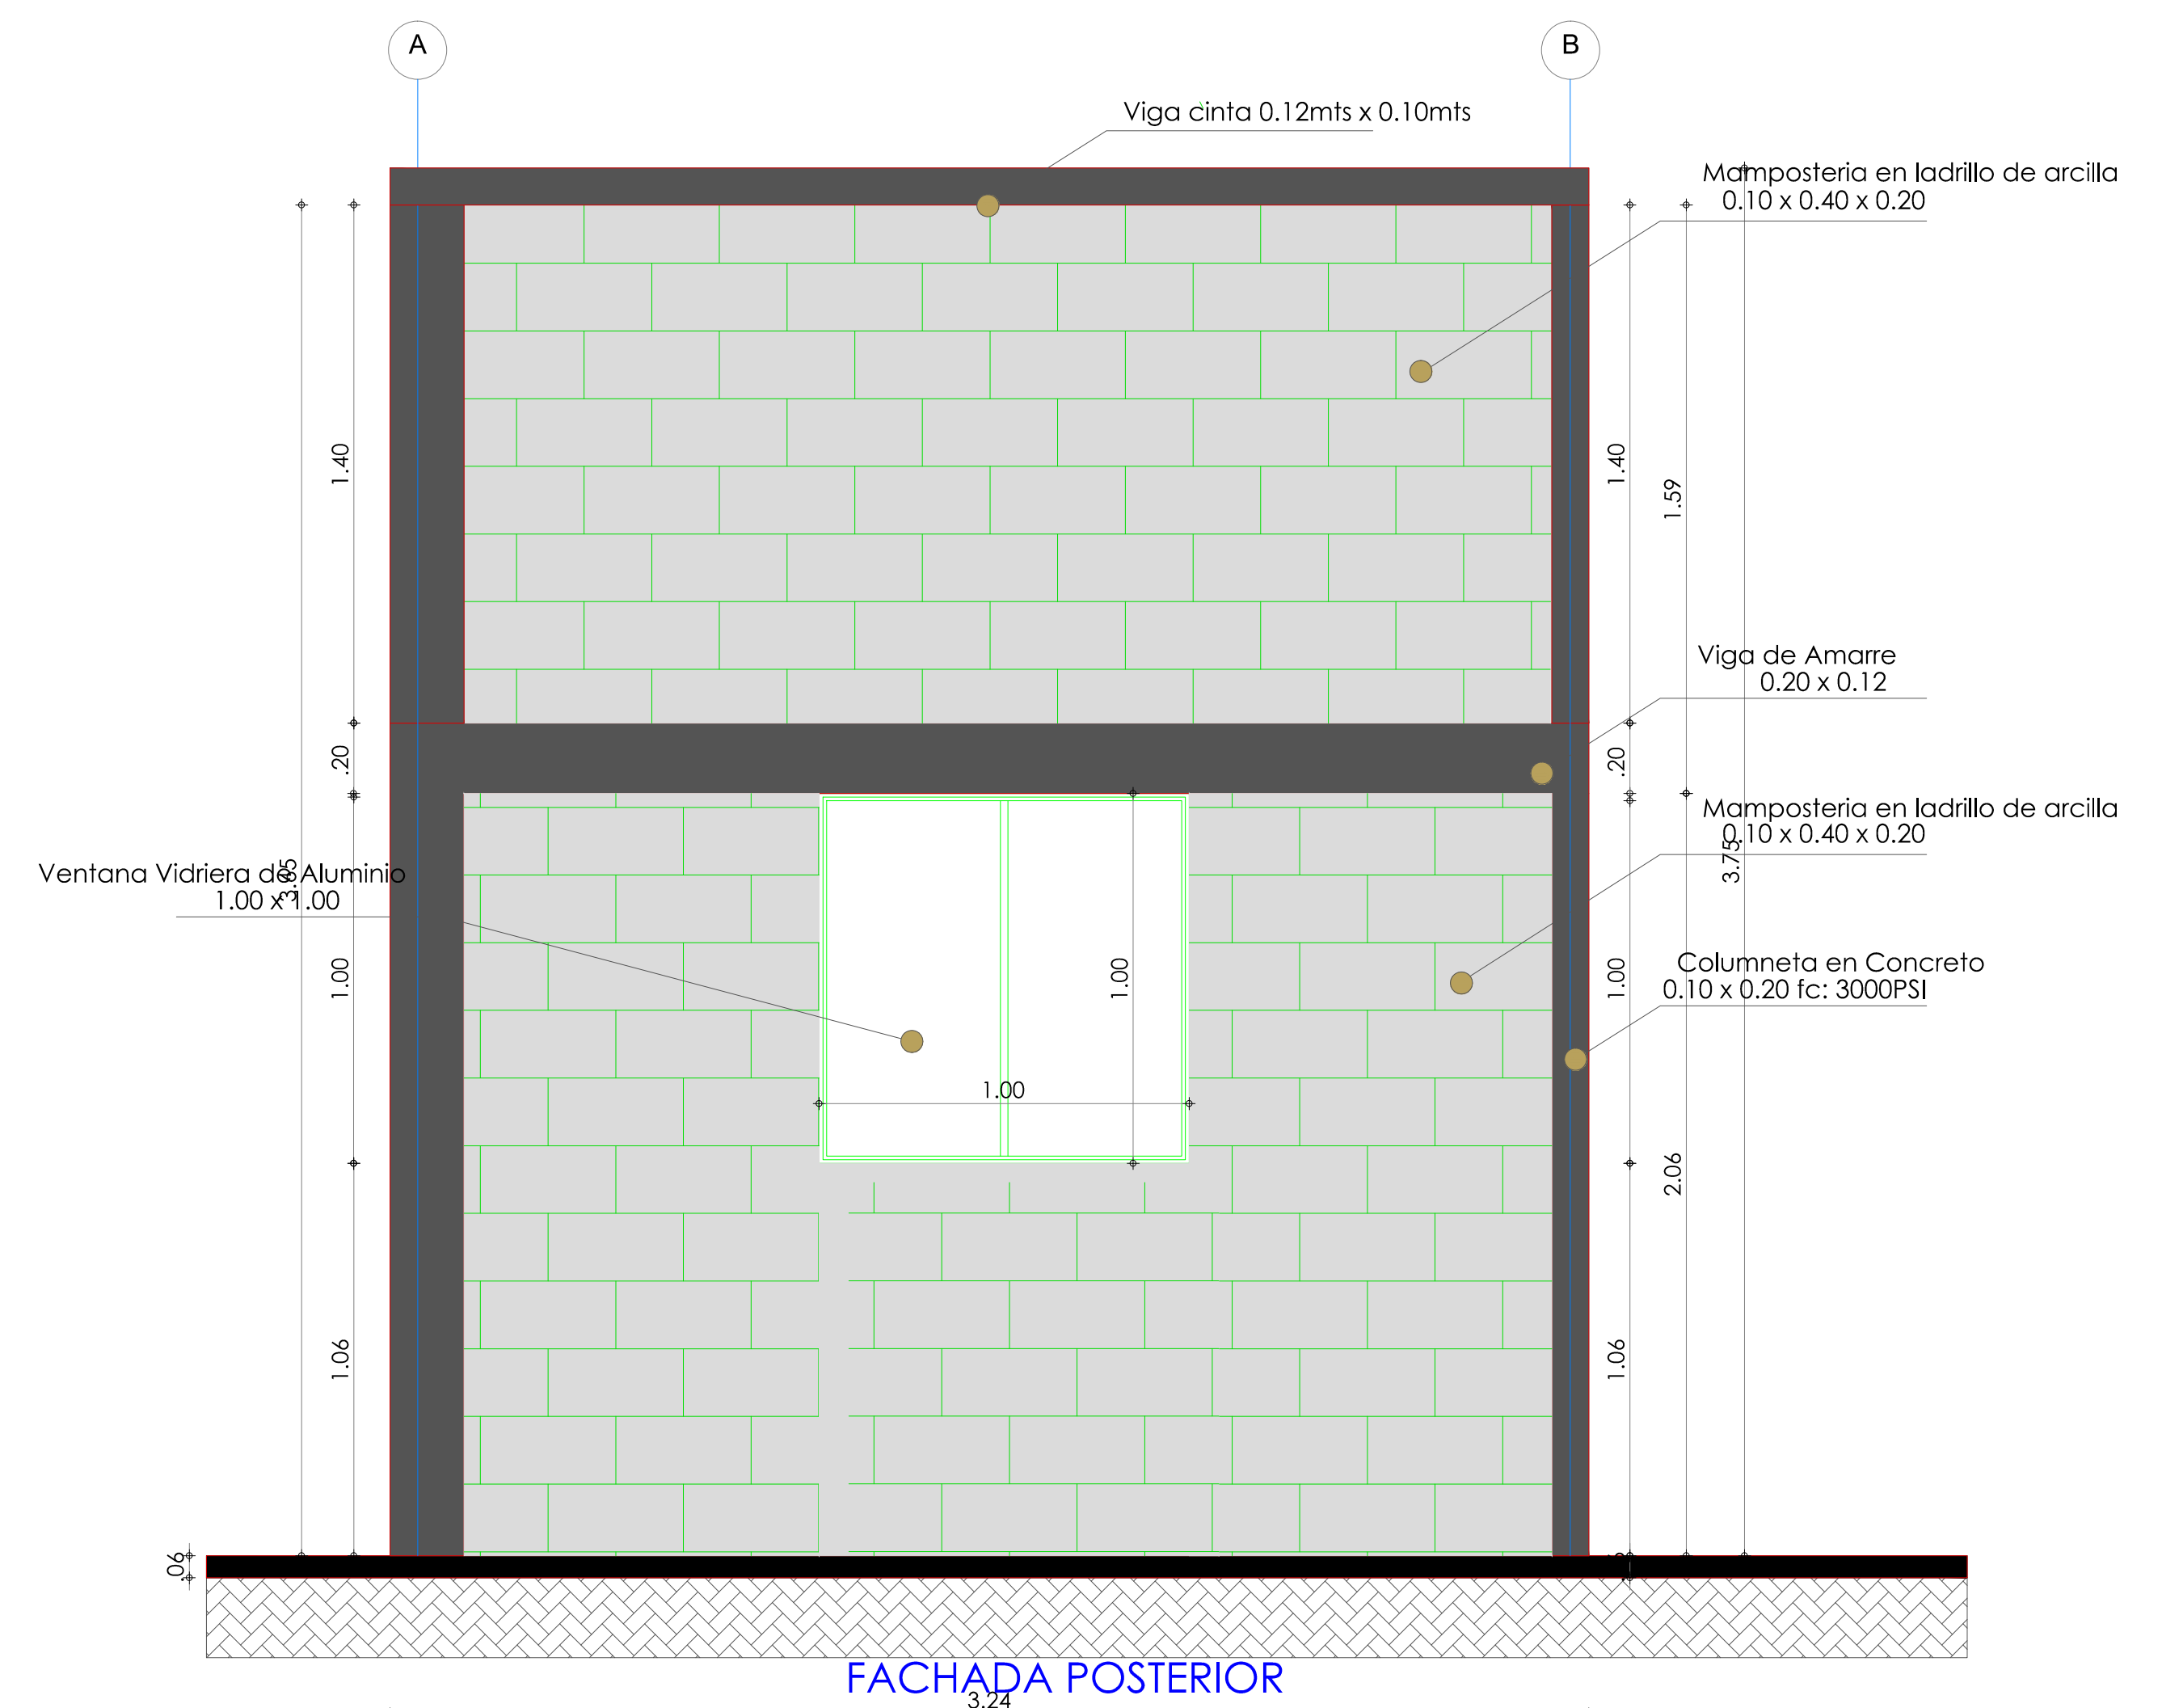 A
B
Viga cinta 0.12mts x 0.10mts
Mamposteria en ladrillo de arcilla
0.10 x 0.40 x 0.20
1.40
1.40
1.59
Viga de Amarre
0.20 x 0.12
.20
.20
Mamposteria en ladrillo de arcilla
0.10 x 0.40 x 0.20
3.75
Ventana Vidriera de Aluminio
1.00 x 1.00
3.65
1.00
1.00
1.00
Columneta en Concreto
0.10 x 0.20 fc: 3000PSI
1.00
2.06
1.06
1.06
.06
FACHADA POSTERIOR
3.24